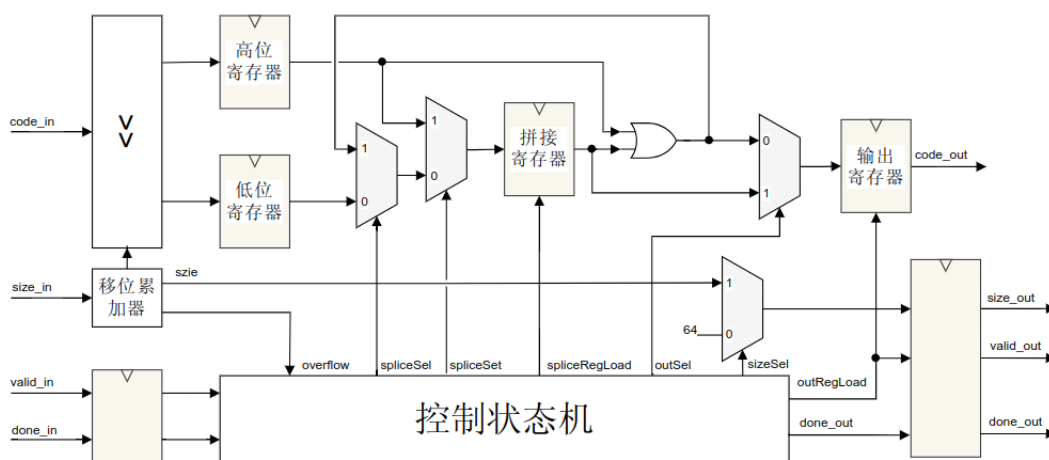 高位
寄存器
code_in
>>
1
1
0
0
拼接
寄存器
0
1
输出
寄存器
code_out
低位
寄存器
size_in
移位累
加器
szie
1
64
0
size_out
valid_out
done_out
valid_in
done_in
overflow
spliceSel
spliceSet
spliceRegLoad
outSel
sizeSel
outRegLoad
done_out
控制状态机